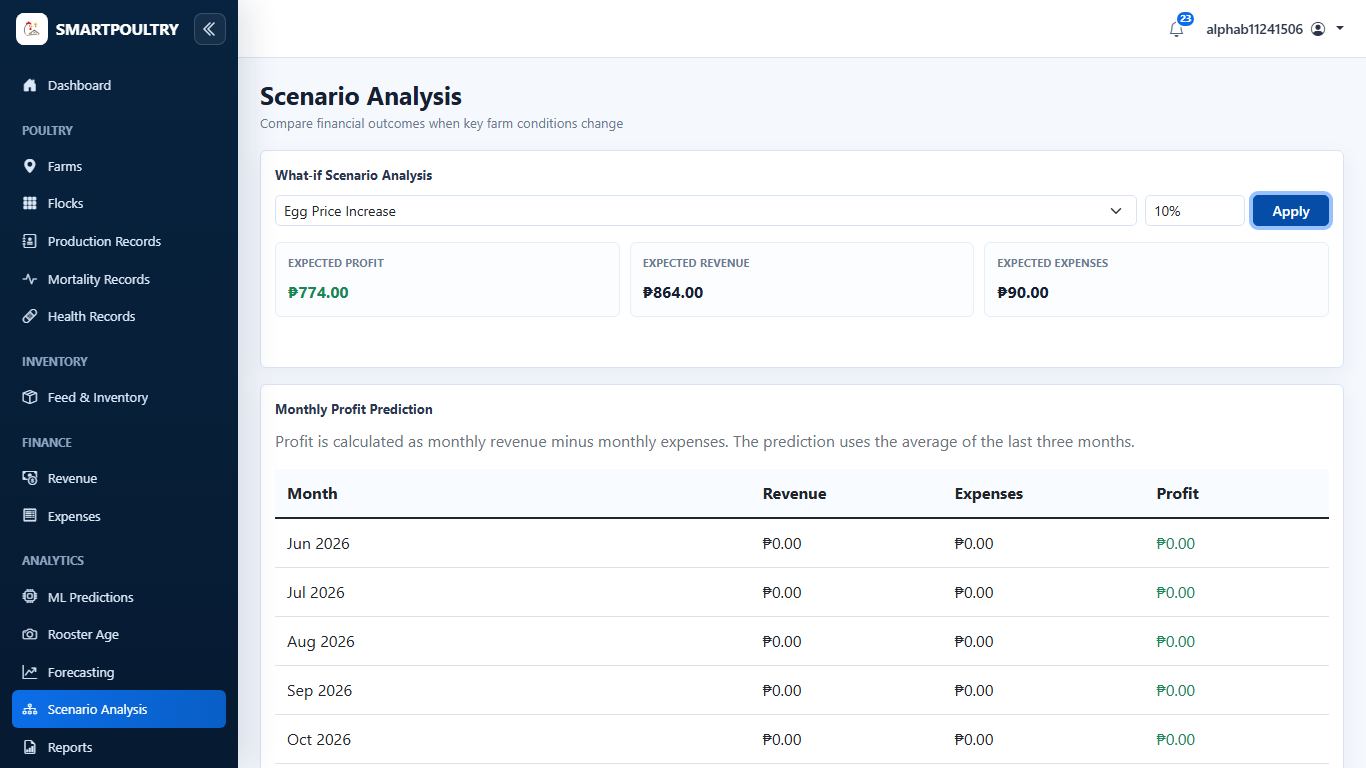 SMARTPOULTRY
23
alphab11241506
Dashboard
POULTRY
Farms
Flocks
Production Records
Mortality Records
Health Records
INVENTORY
Feed & Inventory
FINANCE
Revenue
Expenses
ANALYTICS
ML Predictions
Rooster Age
Forecasting
Scenario Analysis
Reports
Scenario Analysis
Compare financial outcomes when key farm conditions change
What-if Scenario Analysis
Egg Price Increase 10% Apply
EXPECTED PROFIT EXPECTED REVENUE EXPECTED EXPENSES
₱774.00 ₱864.00 ₱90.00
Monthly Profit Prediction
Profit is calculated as monthly revenue minus monthly expenses. The prediction uses the average of the last three months.
Month Revenue Expenses Profit
Jun 2026 ₱0.00 ₱0.00 ₱0.00
Jul 2026 ₱0.00 ₱0.00 ₱0.00
Aug 2026 ₱0.00 ₱0.00 ₱0.00
Sep 2026 ₱0.00 ₱0.00 ₱0.00
Oct 2026 ₱0.00 ₱0.00 ₱0.00